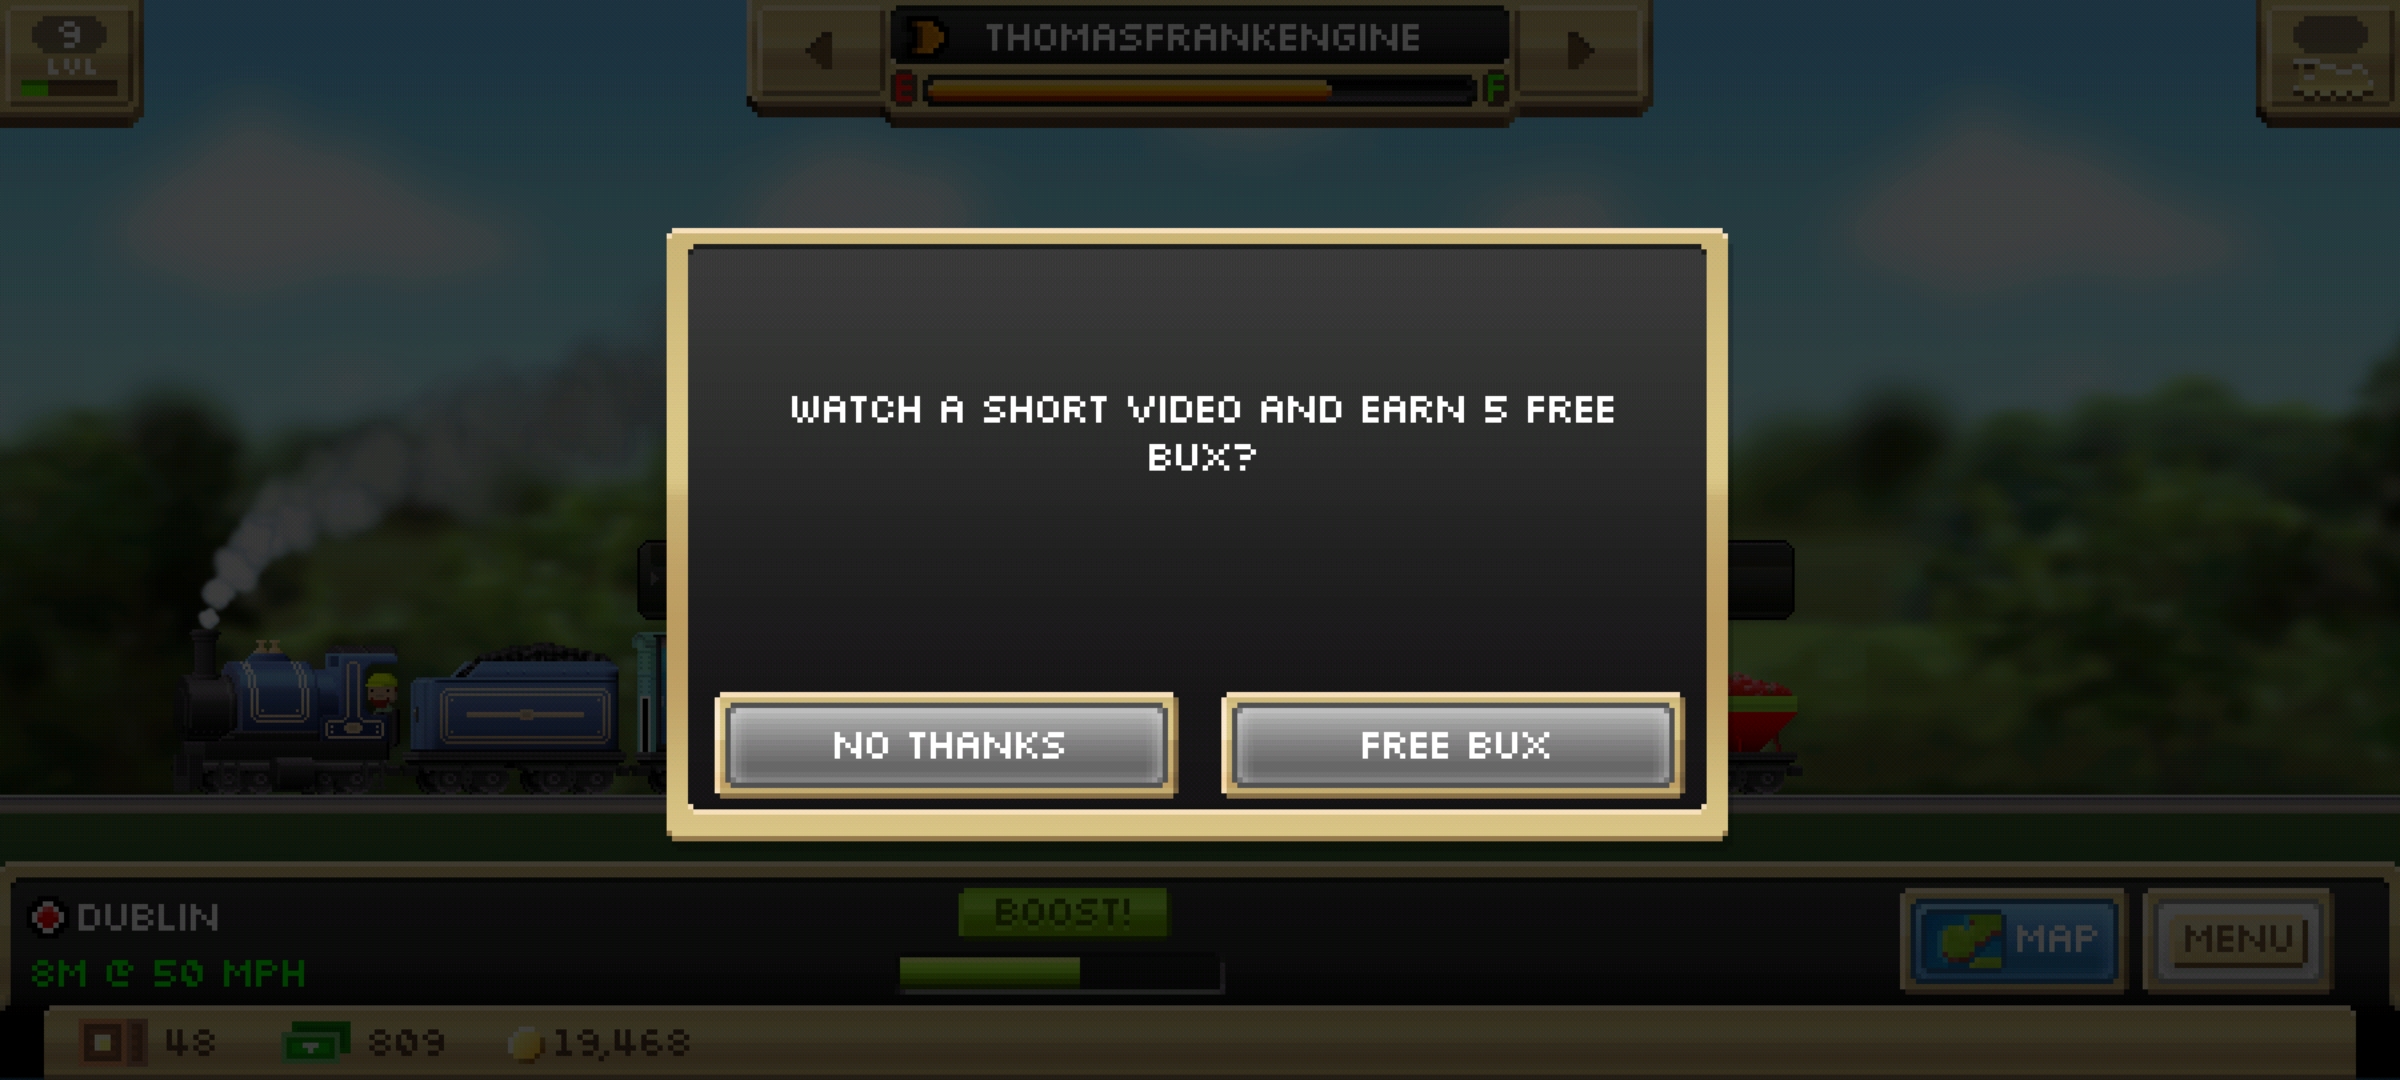 9
LVL
THOMASFRANKENGINE
E F
WATCH A SHORT VIDEO AND EARN 5 FREE
BUX?
NO THANKS
FREE BUX
DUBLIN
8M @ 50 MPH
BOOST!
MAP
MENU
48
809
19,468